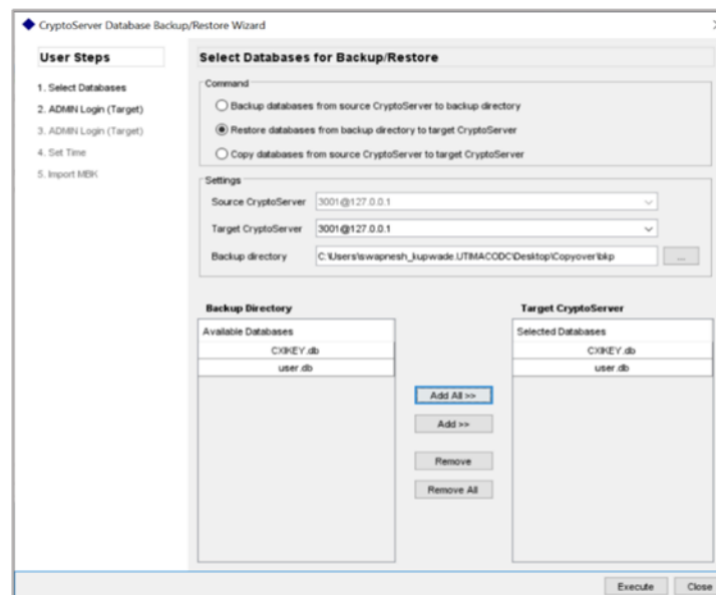 CryptoServer Database Backup/Restore Wizard
User Steps
1. Select Databases
2. ADMIN Login (Target)
3. ADMIN Login (Target)
4. Set Time
5. Import MBK
Select Databases for Backup/Restore
Command
Backup databases from source CryptoServer to backup directory
Restore databases from backup directory to target CryptoServer
Copy databases from source CryptoServer to target CryptoServer
Settings
Source CryptoServer 3001@127.0.0.1
Target CryptoServer 3001@127.0.0.1
Backup directory C:\Users\swapnesh_kupwade.UTIMACODC\Desktop\Copyover\bkp ...
Backup Directory
Available Databases
CXIKEY.db
user.db
Add All >>
Add >>
Remove
Remove All
Target CryptoServer
Selected Databases
CXIKEY.db
user.db
Execute Close